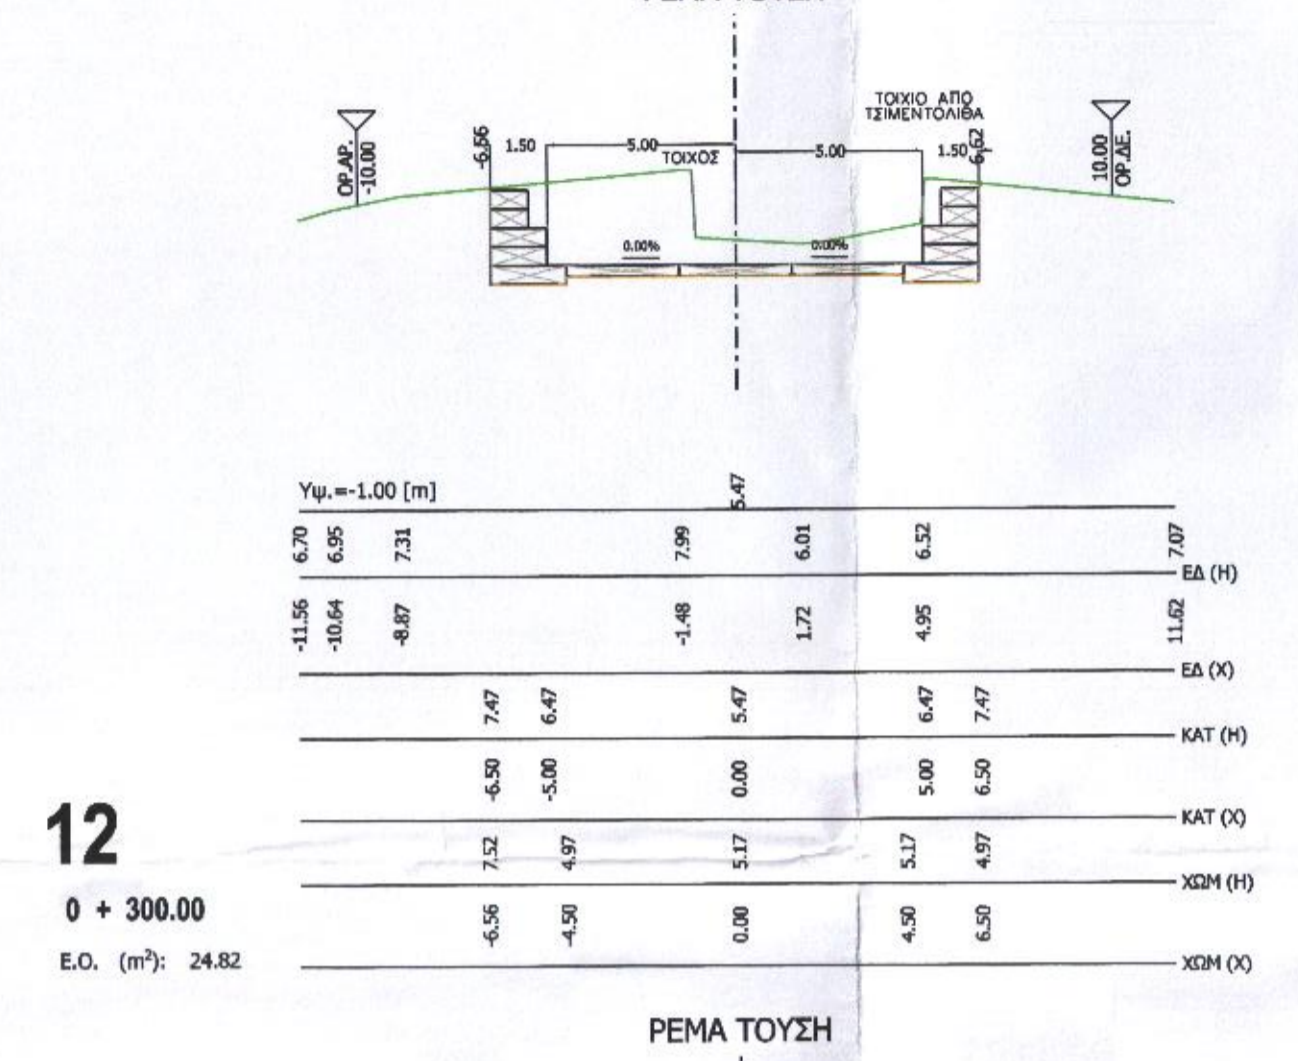 ΤΟΙΧΙΟ ΑΠΟ
ΤΣΙΜΕΝΤΟΛΙΘΑ
ΟΡ.ΑΡ.
-10.00
-6.56
1.50
5.00
ΤΟΙΧΟΣ
5.00
1.50
6.62
10.00
ΟΡ.ΔΕ.
0.00%
0.00%
Υψ.=-1.00 [m]
5.47
6.70 6.95 7.31 7.99 6.01 6.52 7.07
ΕΔ (Η)
-11.56 -10.64 -8.87 -1.48 1.72 4.95 11.62
ΕΔ (Χ)
7.47 6.47 5.47 6.47 7.47
ΚΑΤ (Η)
-6.50 -5.00 0.00 5.00 6.50
ΚΑΤ (Χ)
7.52 4.97 5.17 5.17 4.97
ΧΩΜ (Η)
-6.56 -4.50 0.00 4.50 6.50
ΧΩΜ (Χ)
12
0 + 300.00
Ε.Ο. (m²): 24.82
ΡΕΜΑ ΤΟΥΣΗ